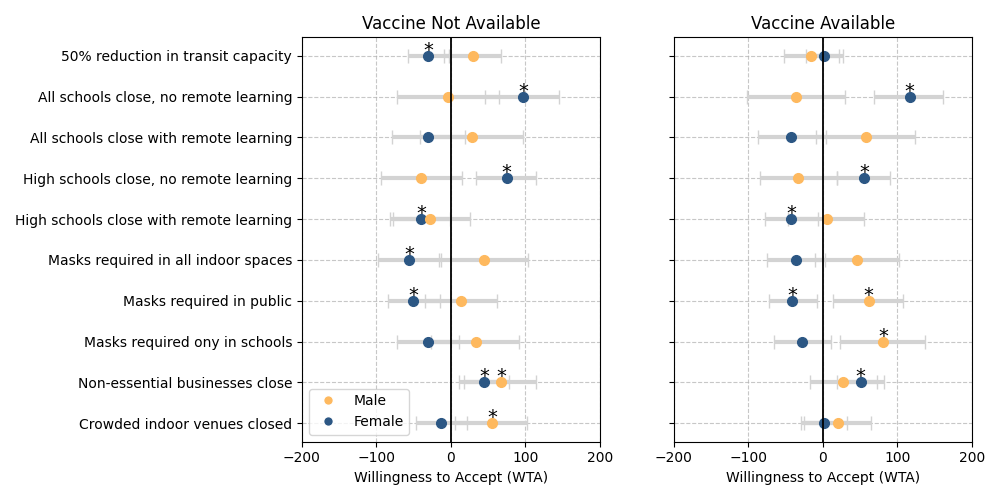 Vaccine Not Available
Vaccine Available
50% reduction in transit capacity
All schools close, no remote learning
All schools close with remote learning
High schools close, no remote learning
High schools close with remote learning
Masks required in all indoor spaces
Masks required in public
Masks required ony in schools
Non-essential businesses close
Crowded indoor venues closed
* * * * * * * * * *
* * * * * * *
Male
Female
−200 −100 0 100 200
−200 −100 0 100 200
Willingness to Accept (WTA)
Willingness to Accept (WTA)